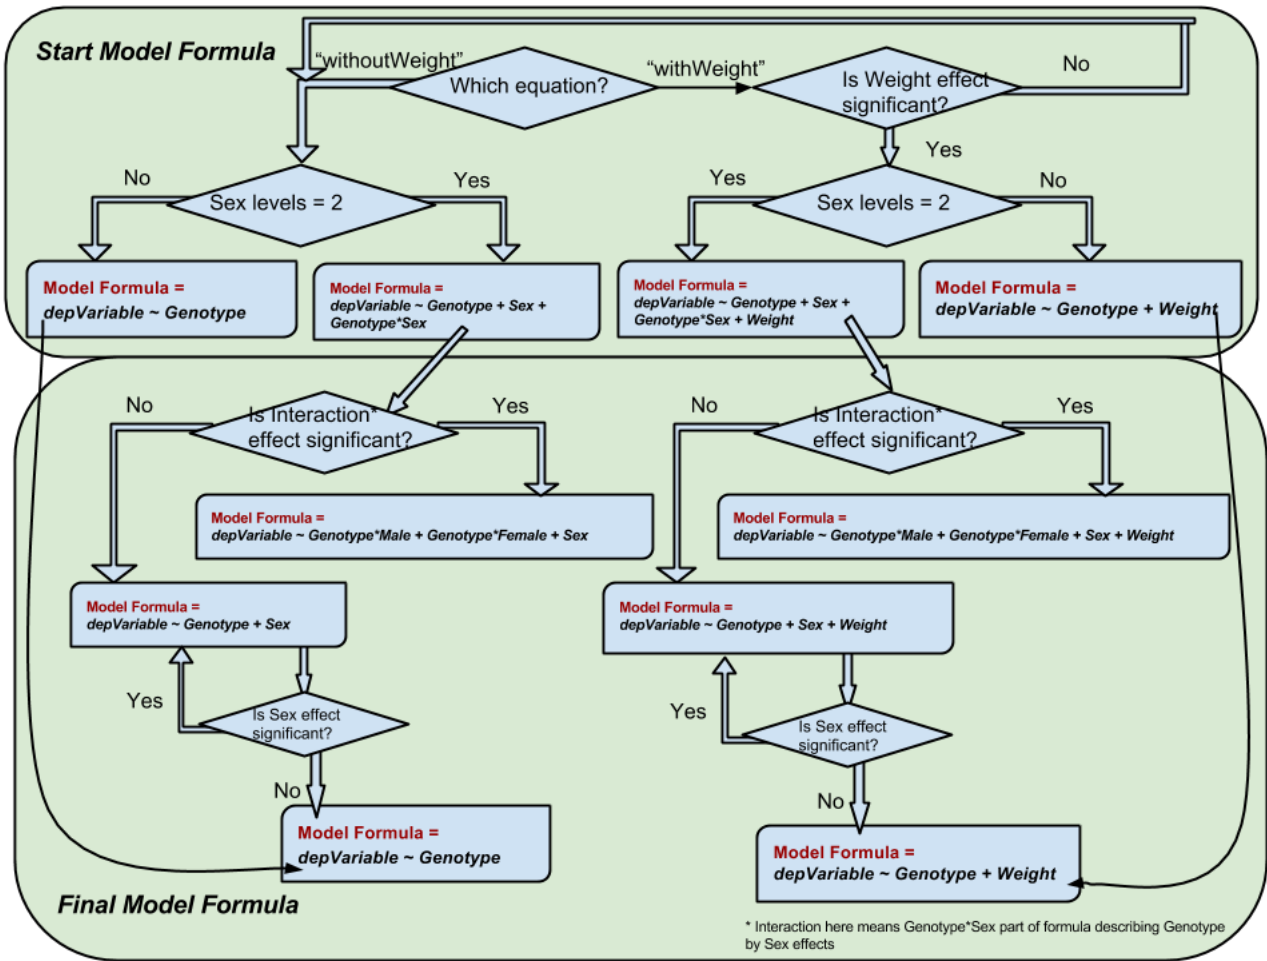 Start Model Formula
“withoutWeight”
Which equation?
“withWeight”
Is Weight effect
significant?
No
Yes
No
Sex levels = 2
Yes
Yes
Sex levels = 2
No
Model Formula =
depVariable ~ Genotype
Model Formula =
depVariable ~ Genotype + Sex +
Genotype*Sex
Model Formula =
depVariable ~ Genotype + Sex +
Genotype*Sex + Weight
Model Formula =
depVariable ~ Genotype + Weight
No
Is Interaction*
effect significant?
Yes
No
Is Interaction*
effect significant?
Yes
Model Formula =
depVariable ~ Genotype*Male + Genotype*Female + Sex
Model Formula =
depVariable ~ Genotype*Male + Genotype*Female + Sex + Weight
Model Formula =
depVariable ~ Genotype + Sex
Model Formula =
depVariable ~ Genotype + Sex + Weight
Yes
Is Sex effect
significant?
No
Yes
Is Sex effect
significant?
No
Model Formula =
depVariable ~ Genotype
Model Formula =
depVariable ~ Genotype + Weight
Final Model Formula
* Interaction here means Genotype*Sex part of formula describing Genotype
by Sex effects